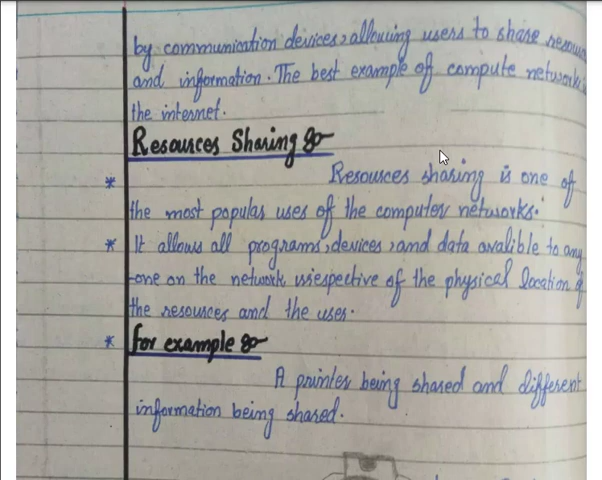 by communication devices, allowing users to share resou
and information. The best example of compute network's
the internet.
Resources Sharing :-
* Resources sharing is one of
the most popular uses of the computer networks.
* It allows all programs, devices, and data avalible to any
-one on the network irrespective of the physical location of
the resources and the user.
* for example :-
A printer being shared and different
information being shared.